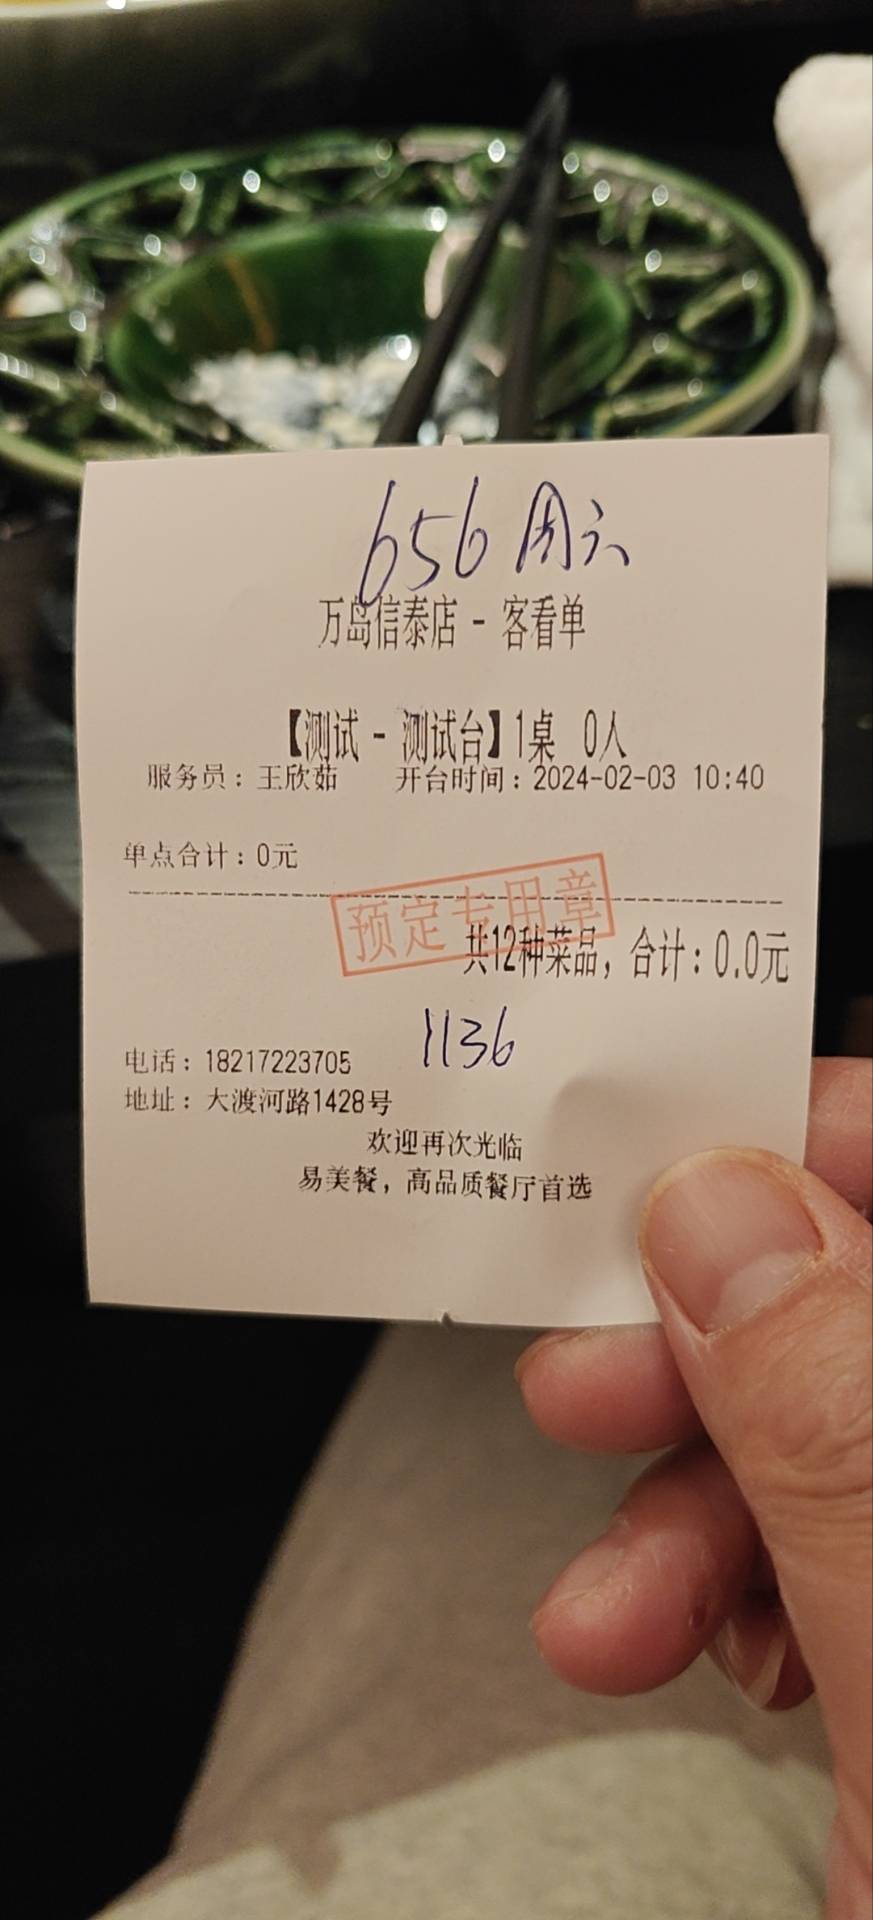 656 周六
万岛信泰店 - 客看单
【测试 - 测试台】1桌 0人
服务员：王欣茹 开台时间：2024-02-03 10:40
单点合计：0元
预定专用章
共12种菜品，合计：0.0元
1136
电话：18217223705
地址：大渡河路1428号
欢迎再次光临
易美餐，高品质餐厅首选